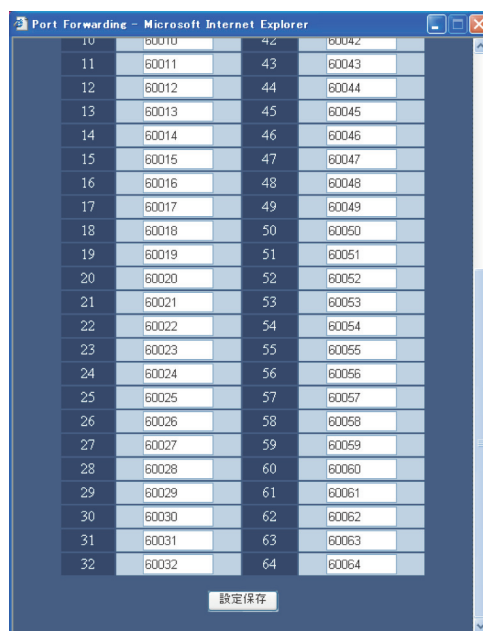 Port Forwarding - Microsoft Internet Explorer
10 60010 42 60042
11 60011 43 60043
12 60012 44 60044
13 60013 45 60045
14 60014 46 60046
15 60015 47 60047
16 60016 48 60048
17 60017 49 60049
18 60018 50 60050
19 60019 51 60051
20 60020 52 60052
21 60021 53 60053
22 60022 54 60054
23 60023 55 60055
24 60024 56 60056
25 60025 57 60057
26 60026 58 60058
27 60027 59 60059
28 60028 60 60060
29 60029 61 60061
30 60030 62 60062
31 60031 63 60063
32 60032 64 60064
設定保存